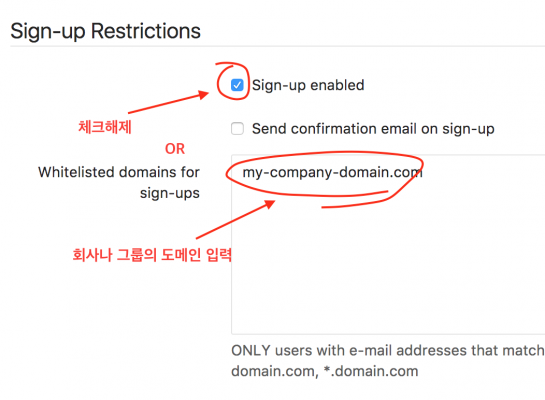 Sign-up Restrictions
Sign-up enabled
체크해제
Send confirmation email on sign-up
OR
Whitelisted domains for
sign-ups
my-company-domain.com
회사나 그룹의 도메인 입력
ONLY users with e-mail addresses that match
domain.com, *.domain.com